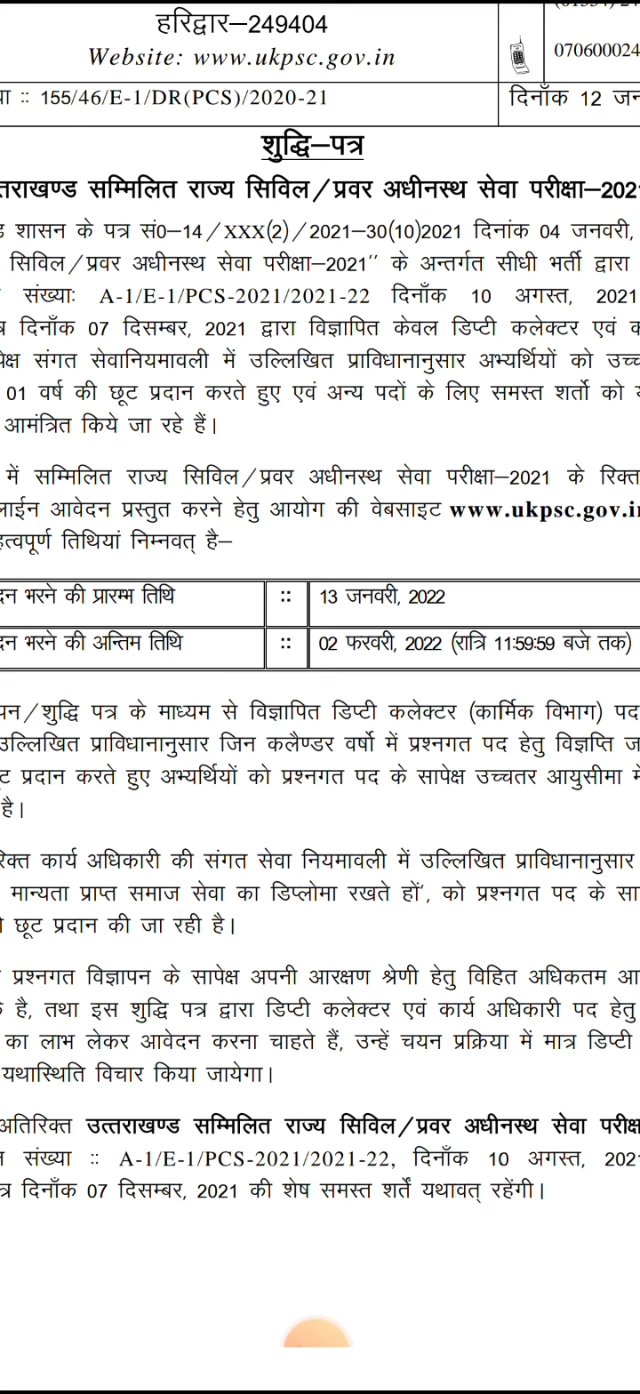 हरिद्वार–249404
Website: www.ukpsc.gov.in
070600024
:: 155/46/E-1/DR(PCS)/2020-21
दिनाँक 12
शुद्धि–पत्र
सम्मिलित राज्य सिविल/प्रवर अधीनस्थ सेवा परीक्षा–202
शासन के पत्र सं0–14/XXX(2)/2021–30(10)2021 दिनांक 04 जनवरी,
सिविल/प्रवर अधीनस्थ सेवा परीक्षा–2021'' के अन्तर्गत सीधी भर्ती द्वारा
संख्याः A-1/E-1/PCS-2021/2021-22 दिनाँक 10 अगस्त, 2021
दिनाँक 07 दिसम्बर, 2021 द्वारा विज्ञापित केवल डिप्टी कलेक्टर एवं
संगत सेवानियमावली में उल्लिखित प्राविधानानुसार अभ्यर्थियों को
01 वर्ष की छूट प्रदान करते हुए एवं अन्य पदों के लिए समस्त शर्तो को
आमंत्रित किये जा रहे हैं।
में सम्मिलित राज्य सिविल/प्रवर अधीनस्थ सेवा परीक्षा–2021 के
आवेदन प्रस्तुत करने हेतु आयोग की वेबसाइट www.ukpsc.gov.in
तिथियां निम्नवत् है–
भरने की प्रारम्भ तिथि :: 13 जनवरी, 2022
भरने की अन्तिम तिथि :: 02 फरवरी, 2022 (रात्रि 11:59:59 बजे तक)
/शुद्धि पत्र के माध्यम से विज्ञापित डिप्टी कलेक्टर (कार्मिक विभाग) पद
उल्लिखित प्राविधानानुसार जिन कलैण्डर वर्षो में प्रश्नगत पद हेतु विज्ञप्ति
प्रदान करते हुए अभ्यर्थियों को प्रश्नगत पद के सापेक्ष उच्चतर आयुसीमा में
है।
कार्य अधिकारी की संगत सेवा नियमावली में उल्लिखित प्राविधानानुसार
मान्यता प्राप्त समाज सेवा का डिप्लोमा रखते हों', को प्रश्नगत पद के
छूट प्रदान की जा रही है।
प्रश्नगत विज्ञापन के सापेक्ष अपनी आरक्षण श्रेणी हेतु विहित अधिकतम
है, तथा इस शुद्धि पत्र द्वारा डिप्टी कलेक्टर एवं कार्य अधिकारी पद हेतु
का लाभ लेकर आवेदन करना चाहते हैं, उन्हें चयन प्रक्रिया में मात्र डिप्टी
यथास्थिति विचार किया जायेगा।
अतिरिक्त उत्तराखण्ड सम्मिलित राज्य सिविल/प्रवर अधीनस्थ सेवा
संख्या :: A-1/E-1/PCS-2021/2021-22, दिनाँक 10 अगस्त, 202
दिनाँक 07 दिसम्बर, 2021 की शेष समस्त शर्तें यथावत् रहेंगी।